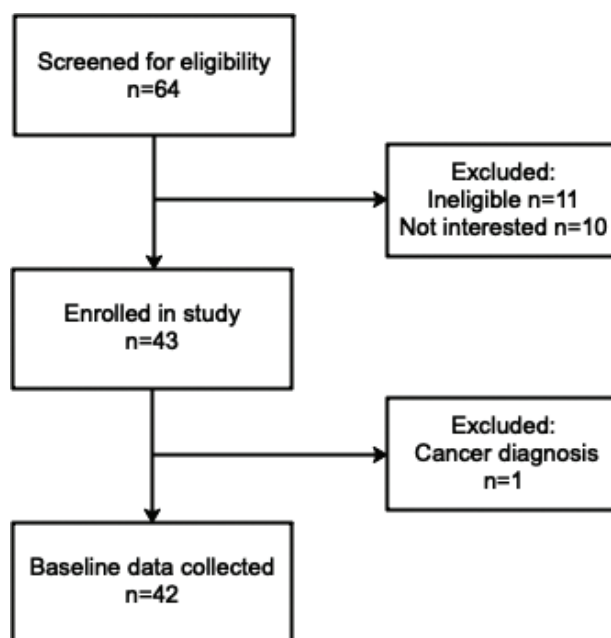 Screened for eligibility
n=64
Excluded:
Ineligible n=11
Not interested n=10
Enrolled in study
n=43
Excluded:
Cancer diagnosis
n=1
Baseline data collected
n=42